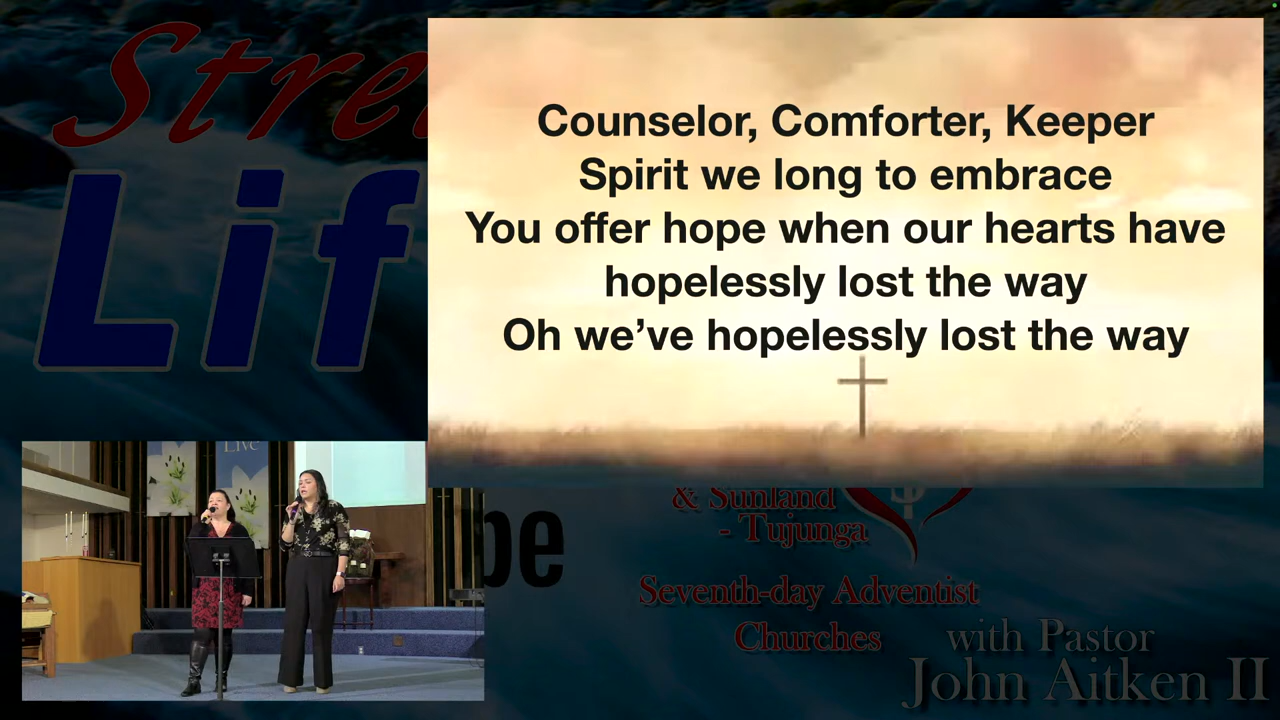 Stre
Lif
Counselor, Comforter, Keeper
Spirit we long to embrace
You offer hope when our hearts have
hopelessly lost the way
Oh we’ve hopelessly lost the way
Live
be
& Sunland
- Tujunga
Seventh-day Adventist
Churches
with Pastor
John Aitken II